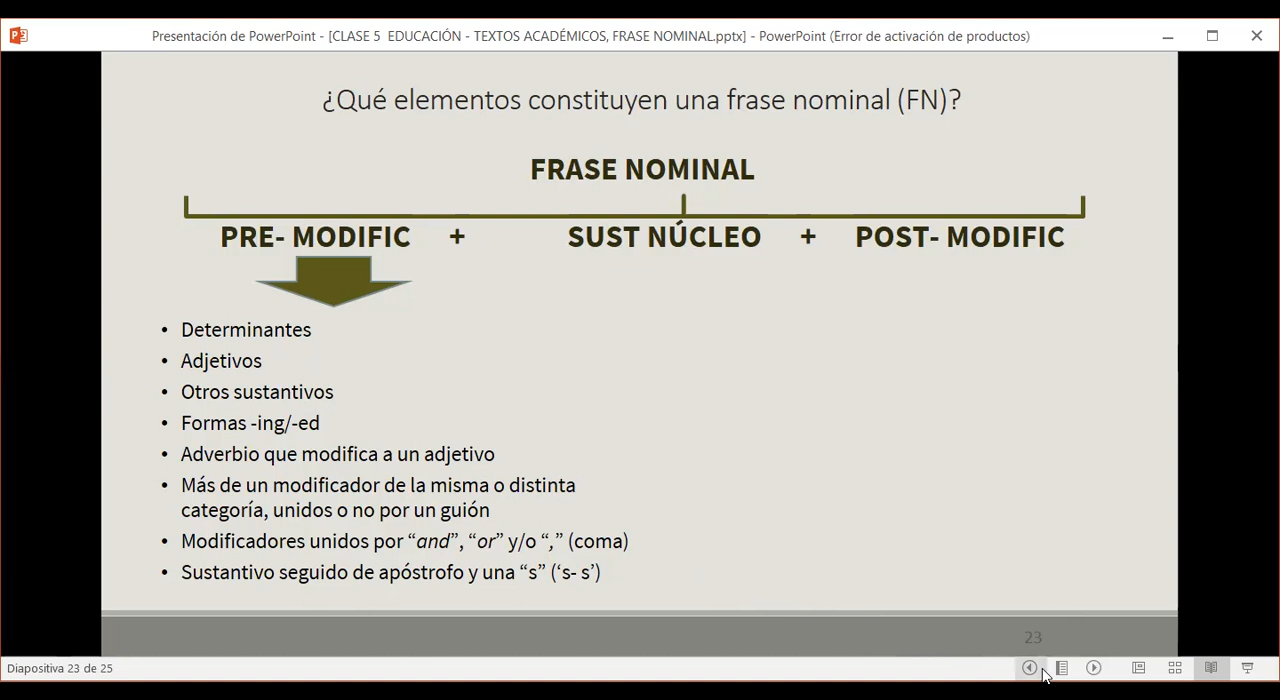 Presentación de PowerPoint - [CLASE 5  EDUCACIÓN - TEXTOS ACADÉMICOS, FRASE NOMINAL.pptx] - PowerPoint (Error de activación de productos)
¿Qué elementos constituyen una frase nominal (FN)?
FRASE NOMINAL
PRE- MODIFIC + SUST NÚCLEO + POST- MODIFIC
• Determinantes
• Adjetivos
• Otros sustantivos
• Formas -ing/-ed
• Adverbio que modifica a un adjetivo
• Más de un modificador de la misma o distinta
categoría, unidos o no por un guión
• Modificadores unidos por “and”, “or” y/o “,” (coma)
• Sustantivo seguido de apóstrofo y una “s” (‘s- s’)
23
Diapositiva 23 de 25